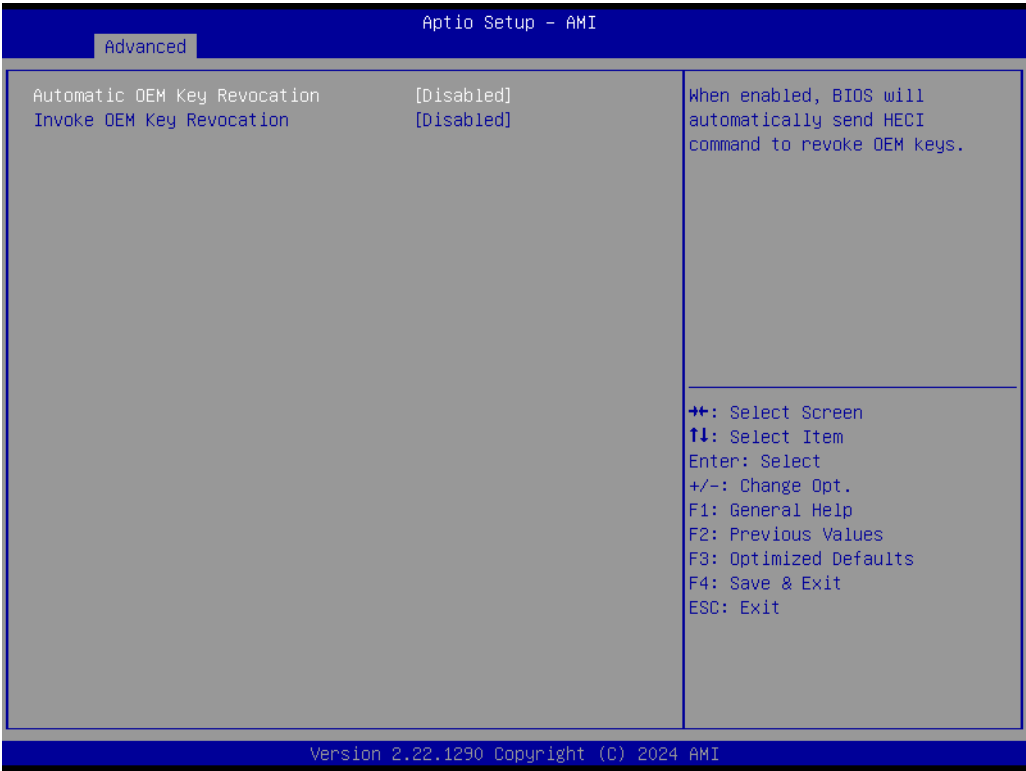 Aptio Setup - AMI
Advanced
Automatic OEM Key Revocation [Disabled]
Invoke OEM Key Revocation [Disabled]
When enabled, BIOS will
automatically send HECI
command to revoke OEM keys.
→←: Select Screen
↑↓: Select Item
Enter: Select
+/-: Change Opt.
F1: General Help
F2: Previous Values
F3: Optimized Defaults
F4: Save & Exit
ESC: Exit
Version 2.22.1290 Copyright (C) 2024 AMI